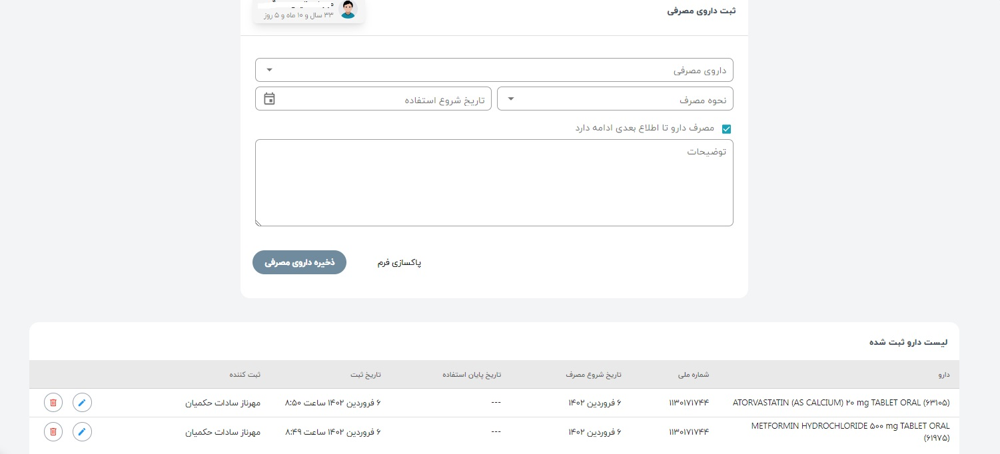 ثبت داروی مصرفی
۳۳ سال و ۱۰ ماه و ۵ روز
داروی مصرفی
نحوه مصرف
تاریخ شروع استفاده
مصرف دارو تا اطلاع بعدی ادامه دارد
توضیحات
پاکسازی فرم
ذخیره داروی مصرفی
لیست دارو ثبت شده
دارو شماره ملی تاریخ شروع مصرف تاریخ پایان استفاده تاریخ ثبت ثبت کننده
ATORVASTATIN (AS CALCIUM) ۲۰ mg TABLET ORAL (۶۳۱۰۵) ۱۱۳۰۱۷۱۷۴۴ ۶ فروردین ۱۴۰۲ --- ۶ فروردین ۱۴۰۲ ساعت ۸:۵۰ مهرناز سادات حکمیان
METFORMIN HYDROCHLORIDE ۵۰۰ mg TABLET ORAL ۱۱۳۰۱۷۱۷۴۴ ۶ فروردین ۱۴۰۲ --- ۶ فروردین ۱۴۰۲ ساعت ۸:۴۹ مهرناز سادات حکمیان
(۶۱۹۷۵)